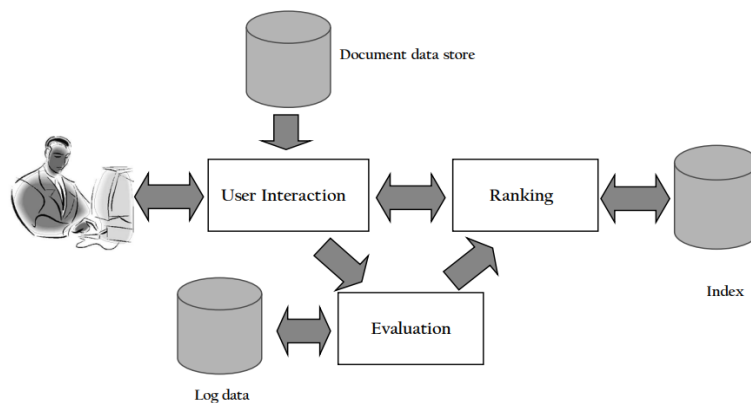 Document data store
User Interaction
Ranking
Index
Evaluation
Log data